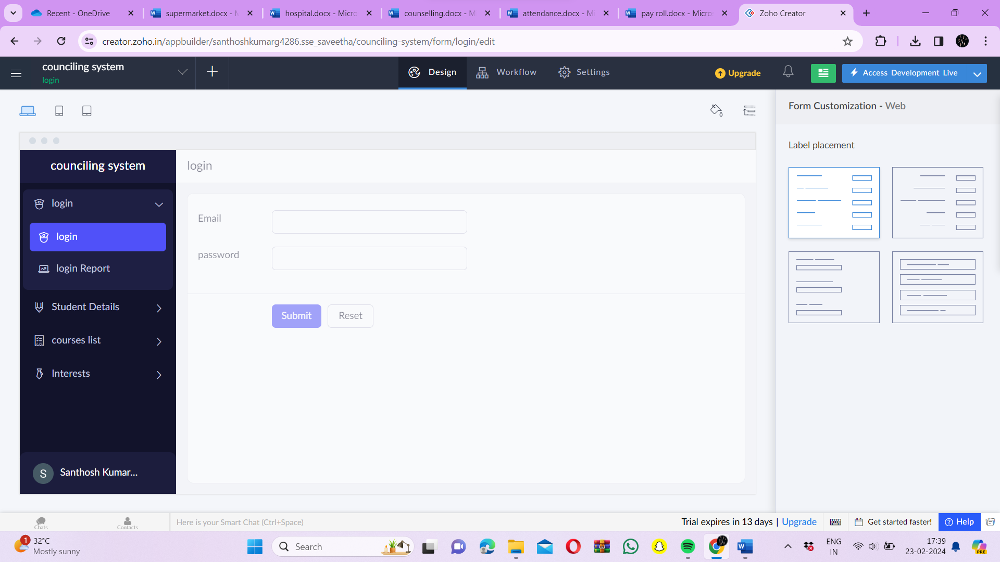 Recent - OneDrive
supermarket.docx - M
hospital.docx - Micro
counselling.docx - M
attendance.docx - Mi
pay roll.docx - Micros
Zoho Creator
creator.zoho.in/appbuilder/santhoshkumarg4286.sse_saveetha/counciling-system/form/login/edit
counciling system
login
Design
Workflow
Settings
Upgrade
Access Development Live
Form Customization - Web
Label placement
counciling system
login
login
login Report
Student Details
courses list
Interests
S
Santhosh Kumar...
login
Email
password
Submit
Reset
Chats
Contacts
Here is your Smart Chat (Ctrl+Space)
Trial expires in 13 days | Upgrade
Get started faster!
Help
1
32°C
Mostly sunny
Search
ENG
IN
17:39
23-02-2024
PRE